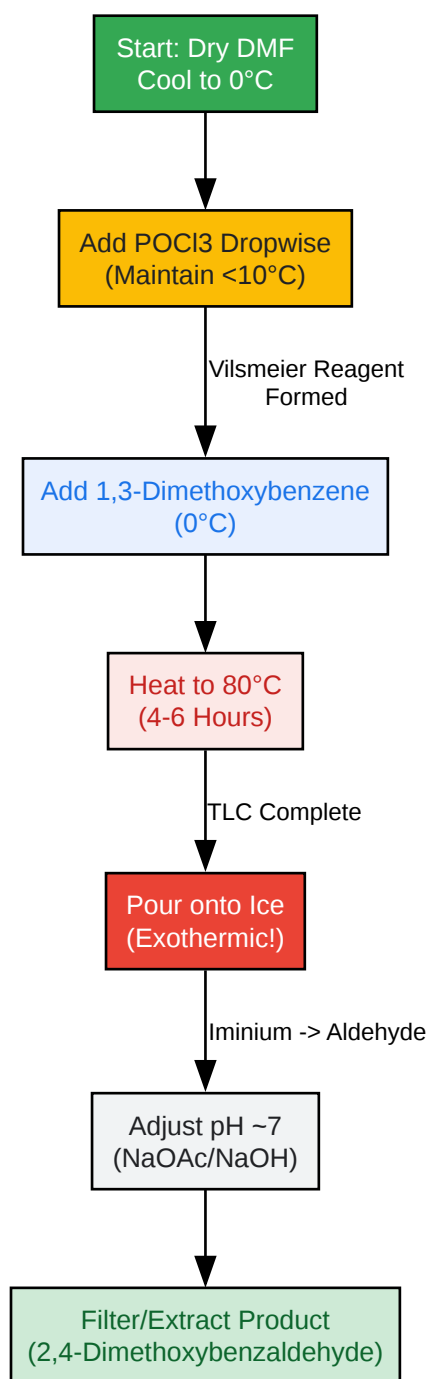 Start: Dry DMF
Cool to 0°C
Add POCl3 Dropwise
(Maintain <10°C)
Vilsmeier Reagent
Formed
Add 1,3-Dimethoxybenzene
(0°C)
Heat to 80°C
(4-6 Hours)
TLC Complete
Pour onto Ice
(Exothermic!)
Iminium -> Aldehyde
Adjust pH ~7
(NaOAc/NaOH)
Filter/Extract Product
(2,4-Dimethoxybenzaldehyde)